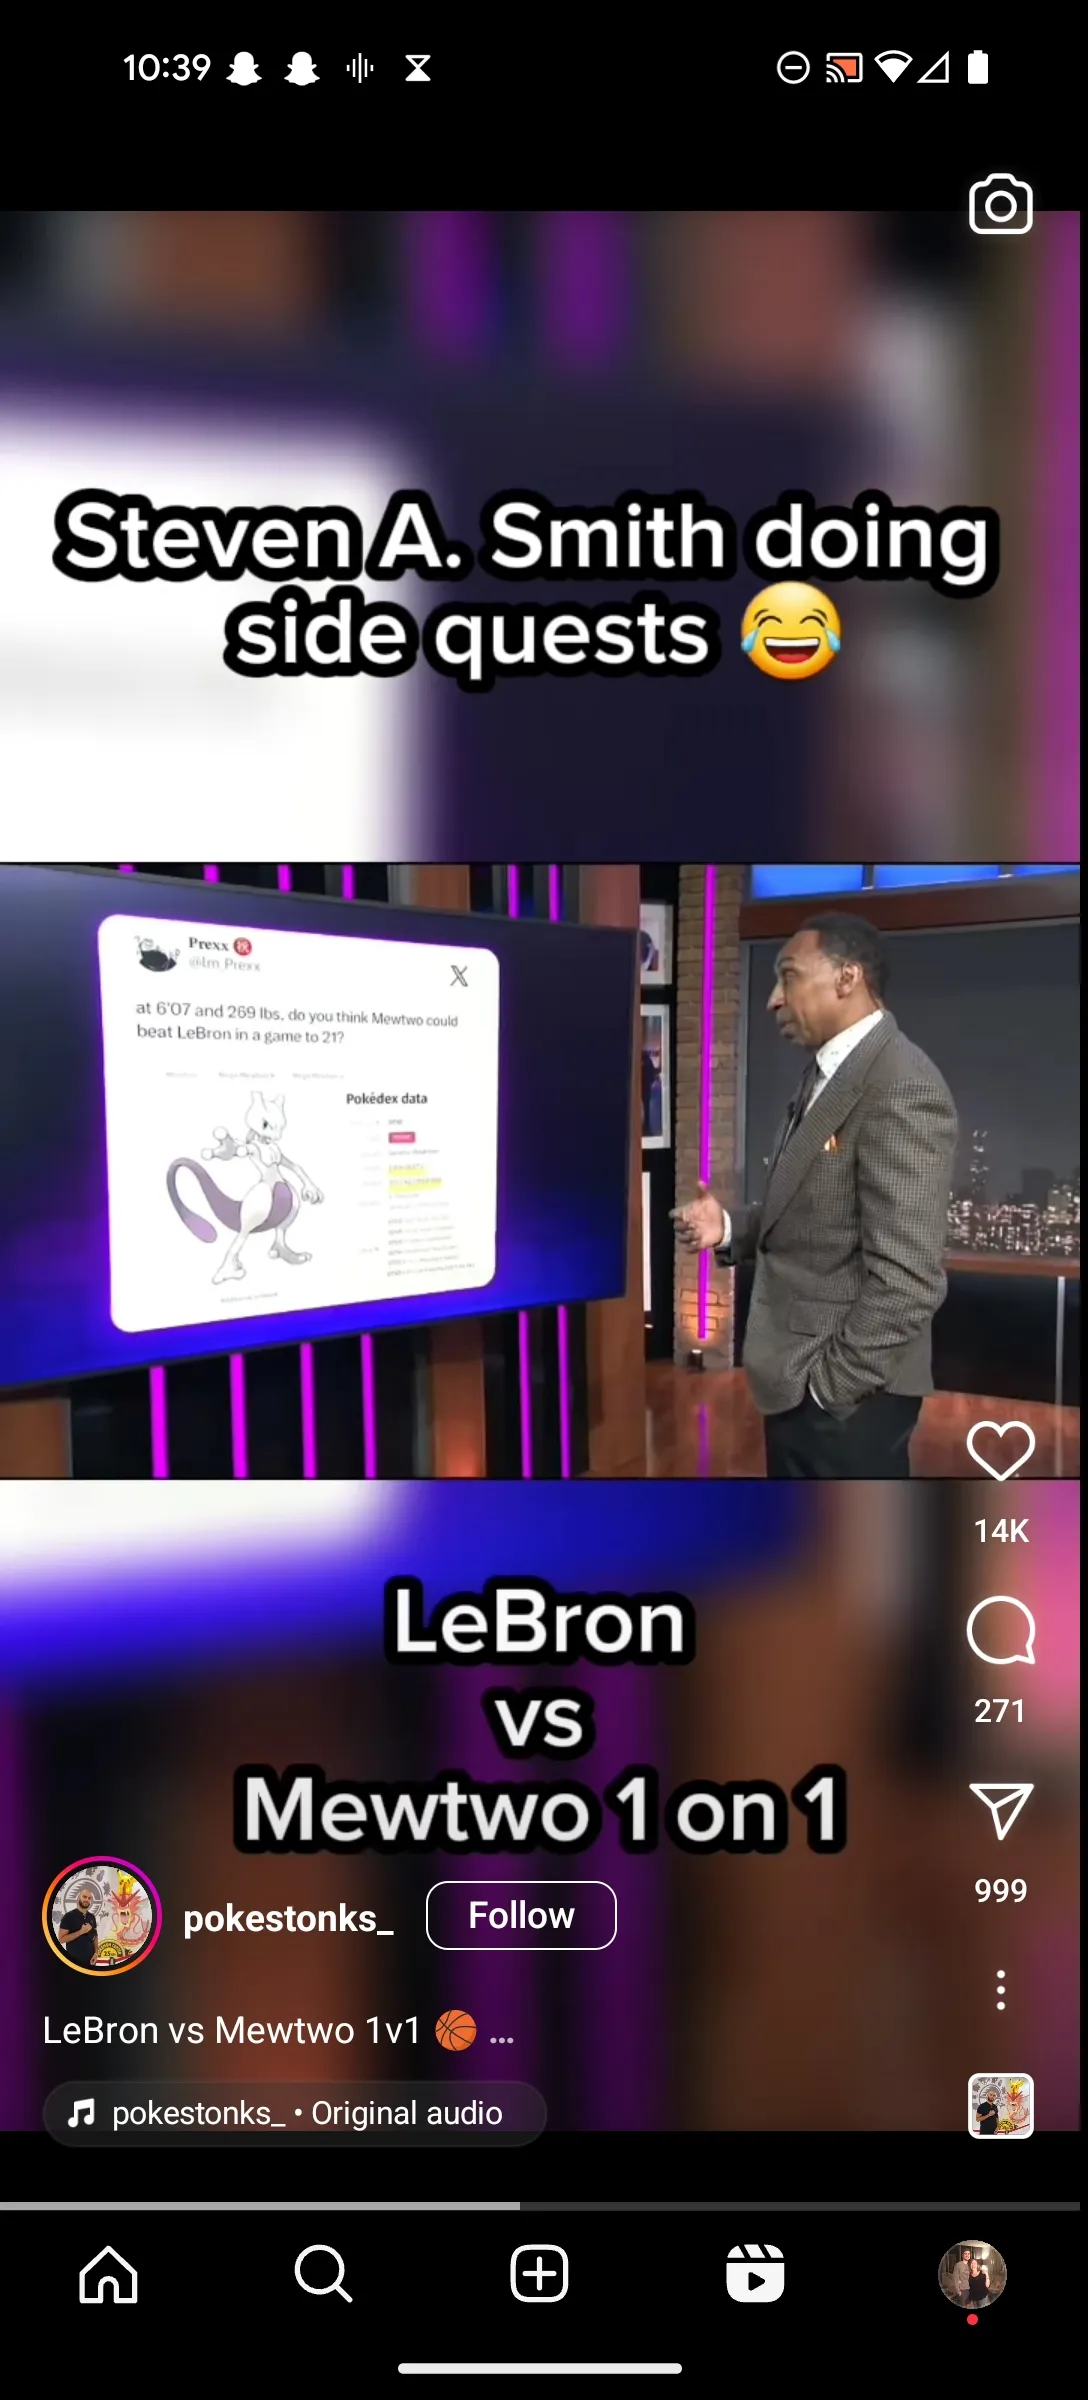 10:39
Steven A. Smith doing
side quests 😂
Prexx
@Im_Prexx
at 6'07 and 269 lbs, do you think Mewtwo could
beat LeBron in a game to 21?
Pokédex data
LeBron
vs
Mewtwo 1 on 1
14K
271
999
pokestonks_
Follow
LeBron vs Mewtwo 1v1 🏀 ...
pokestonks_ • Original audio